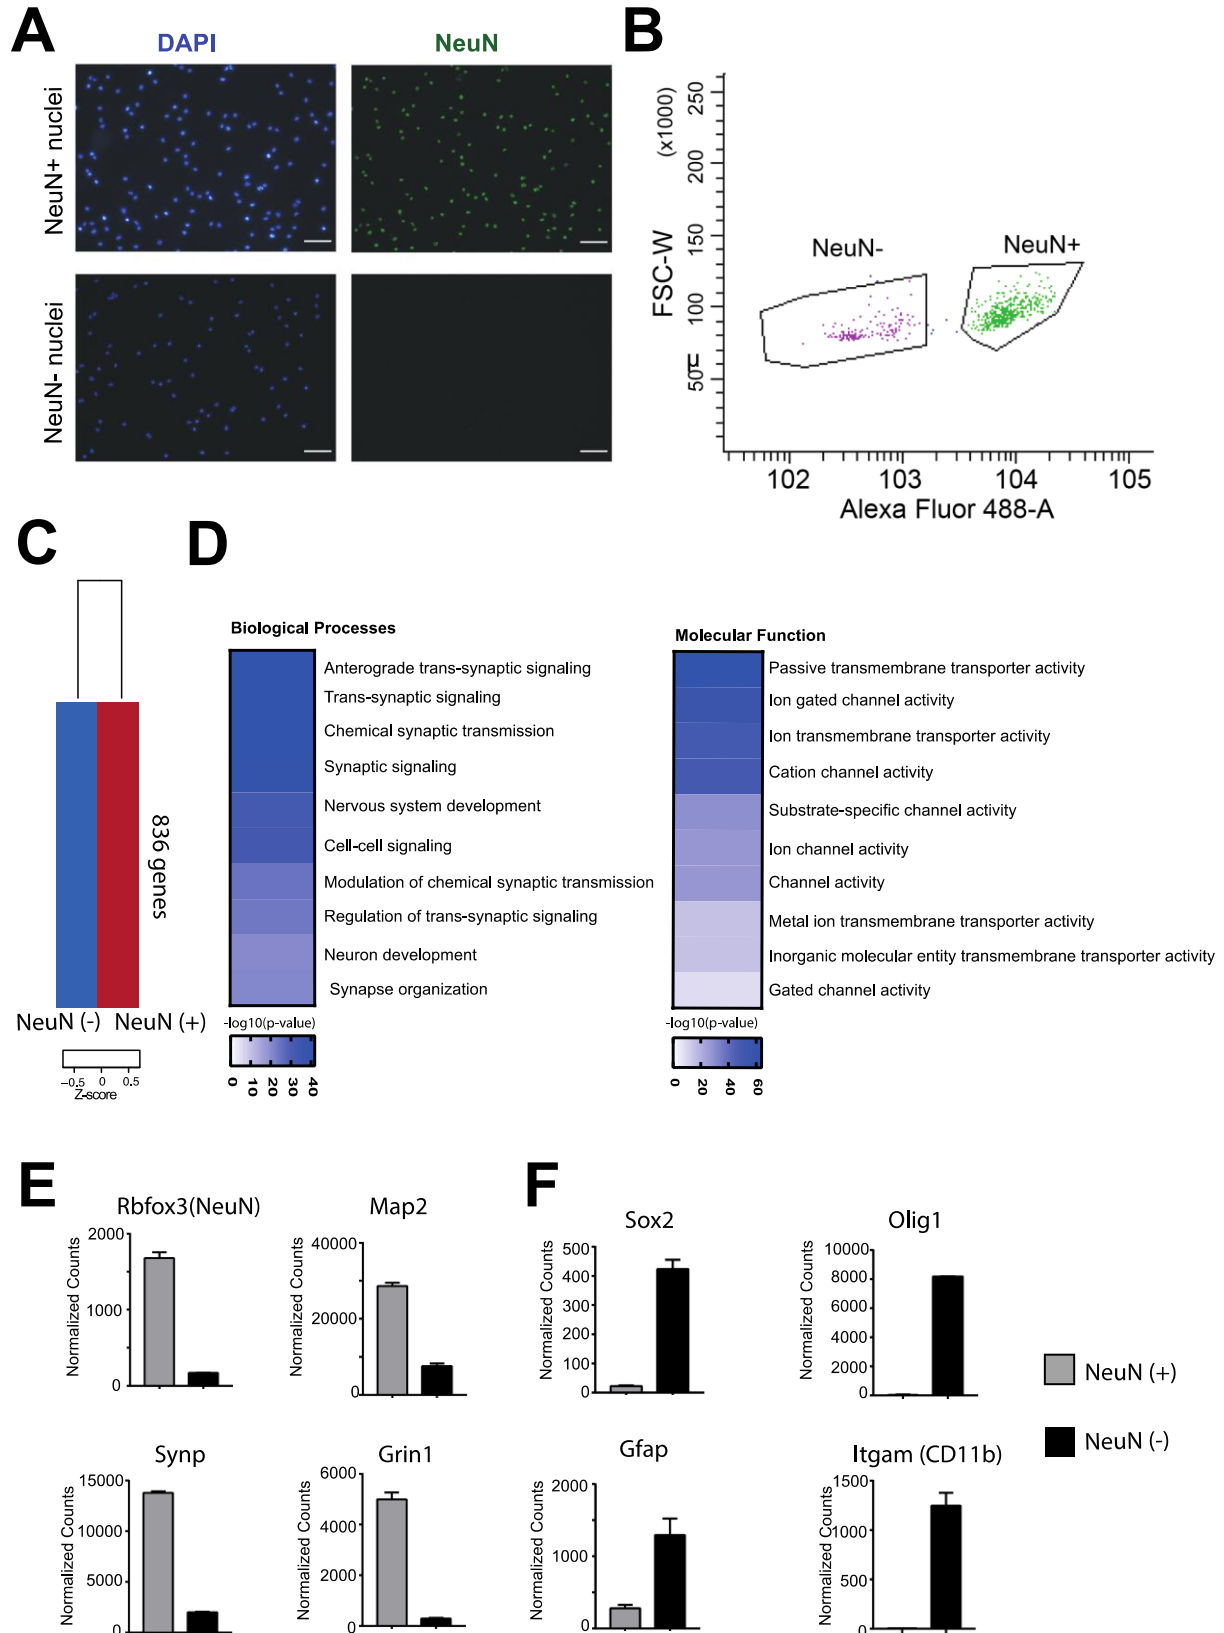 A
DAPI
NeuN
NeuN+ nuclei
NeuN- nuclei
B
(x1000)
FSC-W
250
200
150
100
50
NeuN-
NeuN+
102 103 104 105
Alexa Fluor 488-A
C
836 genes
NeuN (-) NeuN (+)
−0.5 0 0.5
Z-score
D
Biological Processes
Anterograde trans-synaptic signaling
Trans-synaptic signaling
Chemical synaptic transmission
Synaptic signaling
Nervous system development
Cell-cell signaling
Modulation of chemical synaptic transmission
Regulation of trans-synaptic signaling
Neuron development
Synapse organization
-log10(p-value)
0 10 20 30 40
Molecular Function
Passive transmembrane transporter activity
Ion gated channel activity
Ion transmembrane transporter activity
Cation channel activity
Substrate-specific channel activity
Ion channel activity
Channel activity
Metal ion transmembrane transporter activity
Inorganic molecular entity transmembrane transporter activity
Gated channel activity
-log10(p-value)
0 20 40 60
E
Rbfox3(NeuN)
Normalized Counts
2000
1000
0
Map2
Normalized Counts
40000
20000
0
Synp
Normalized Counts
15000
10000
5000
0
Grin1
Normalized Counts
6000
4000
2000
0
F
Sox2
Normalized Counts
500
400
300
200
100
0
Olig1
Normalized Counts
10000
8000
6000
4000
2000
0
Gfap
Normalized Counts
2000
1000
0
Itgam (CD11b)
Normalized Counts
1500
1000
500
0
NeuN (+)
NeuN (-)